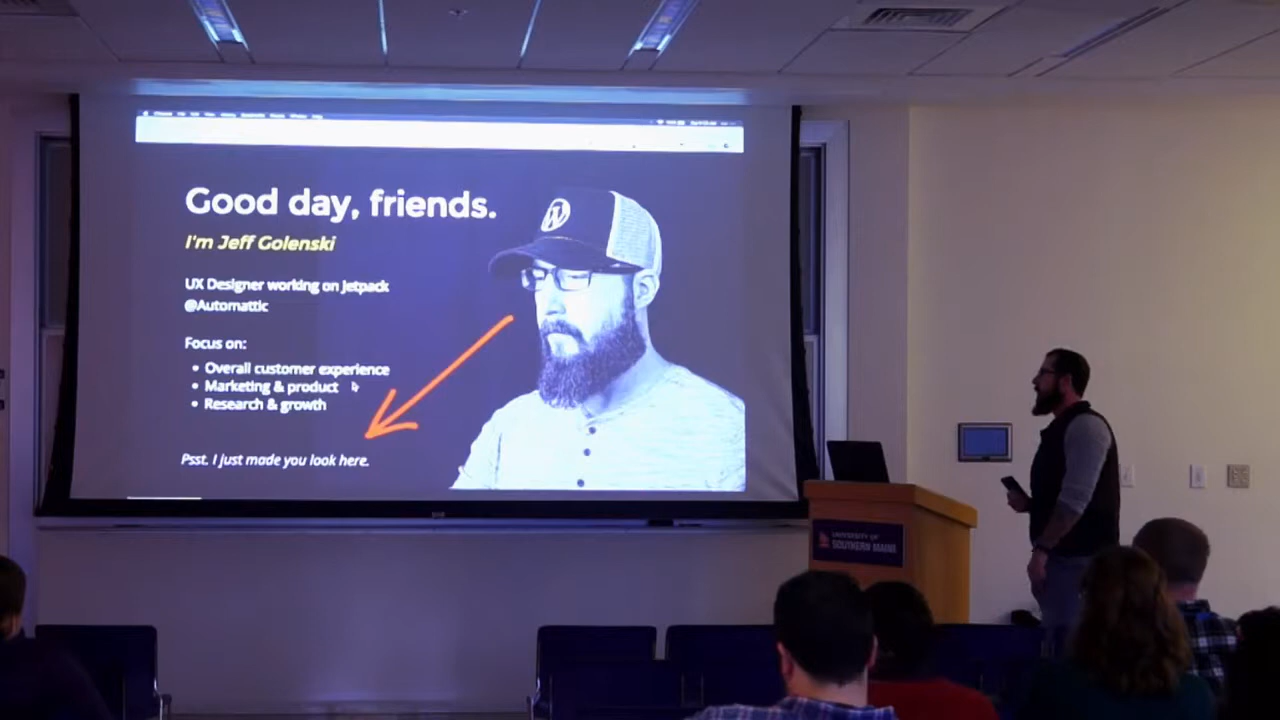 Good day, friends.
I'm Jeff Golenski
UX Designer working on Jetpack
@Automattic
Focus on:
• Overall customer experience
• Marketing & product
• Research & growth
Psst. I just made you look here.
UNIVERSITY OF
SOUTHERN MAINE